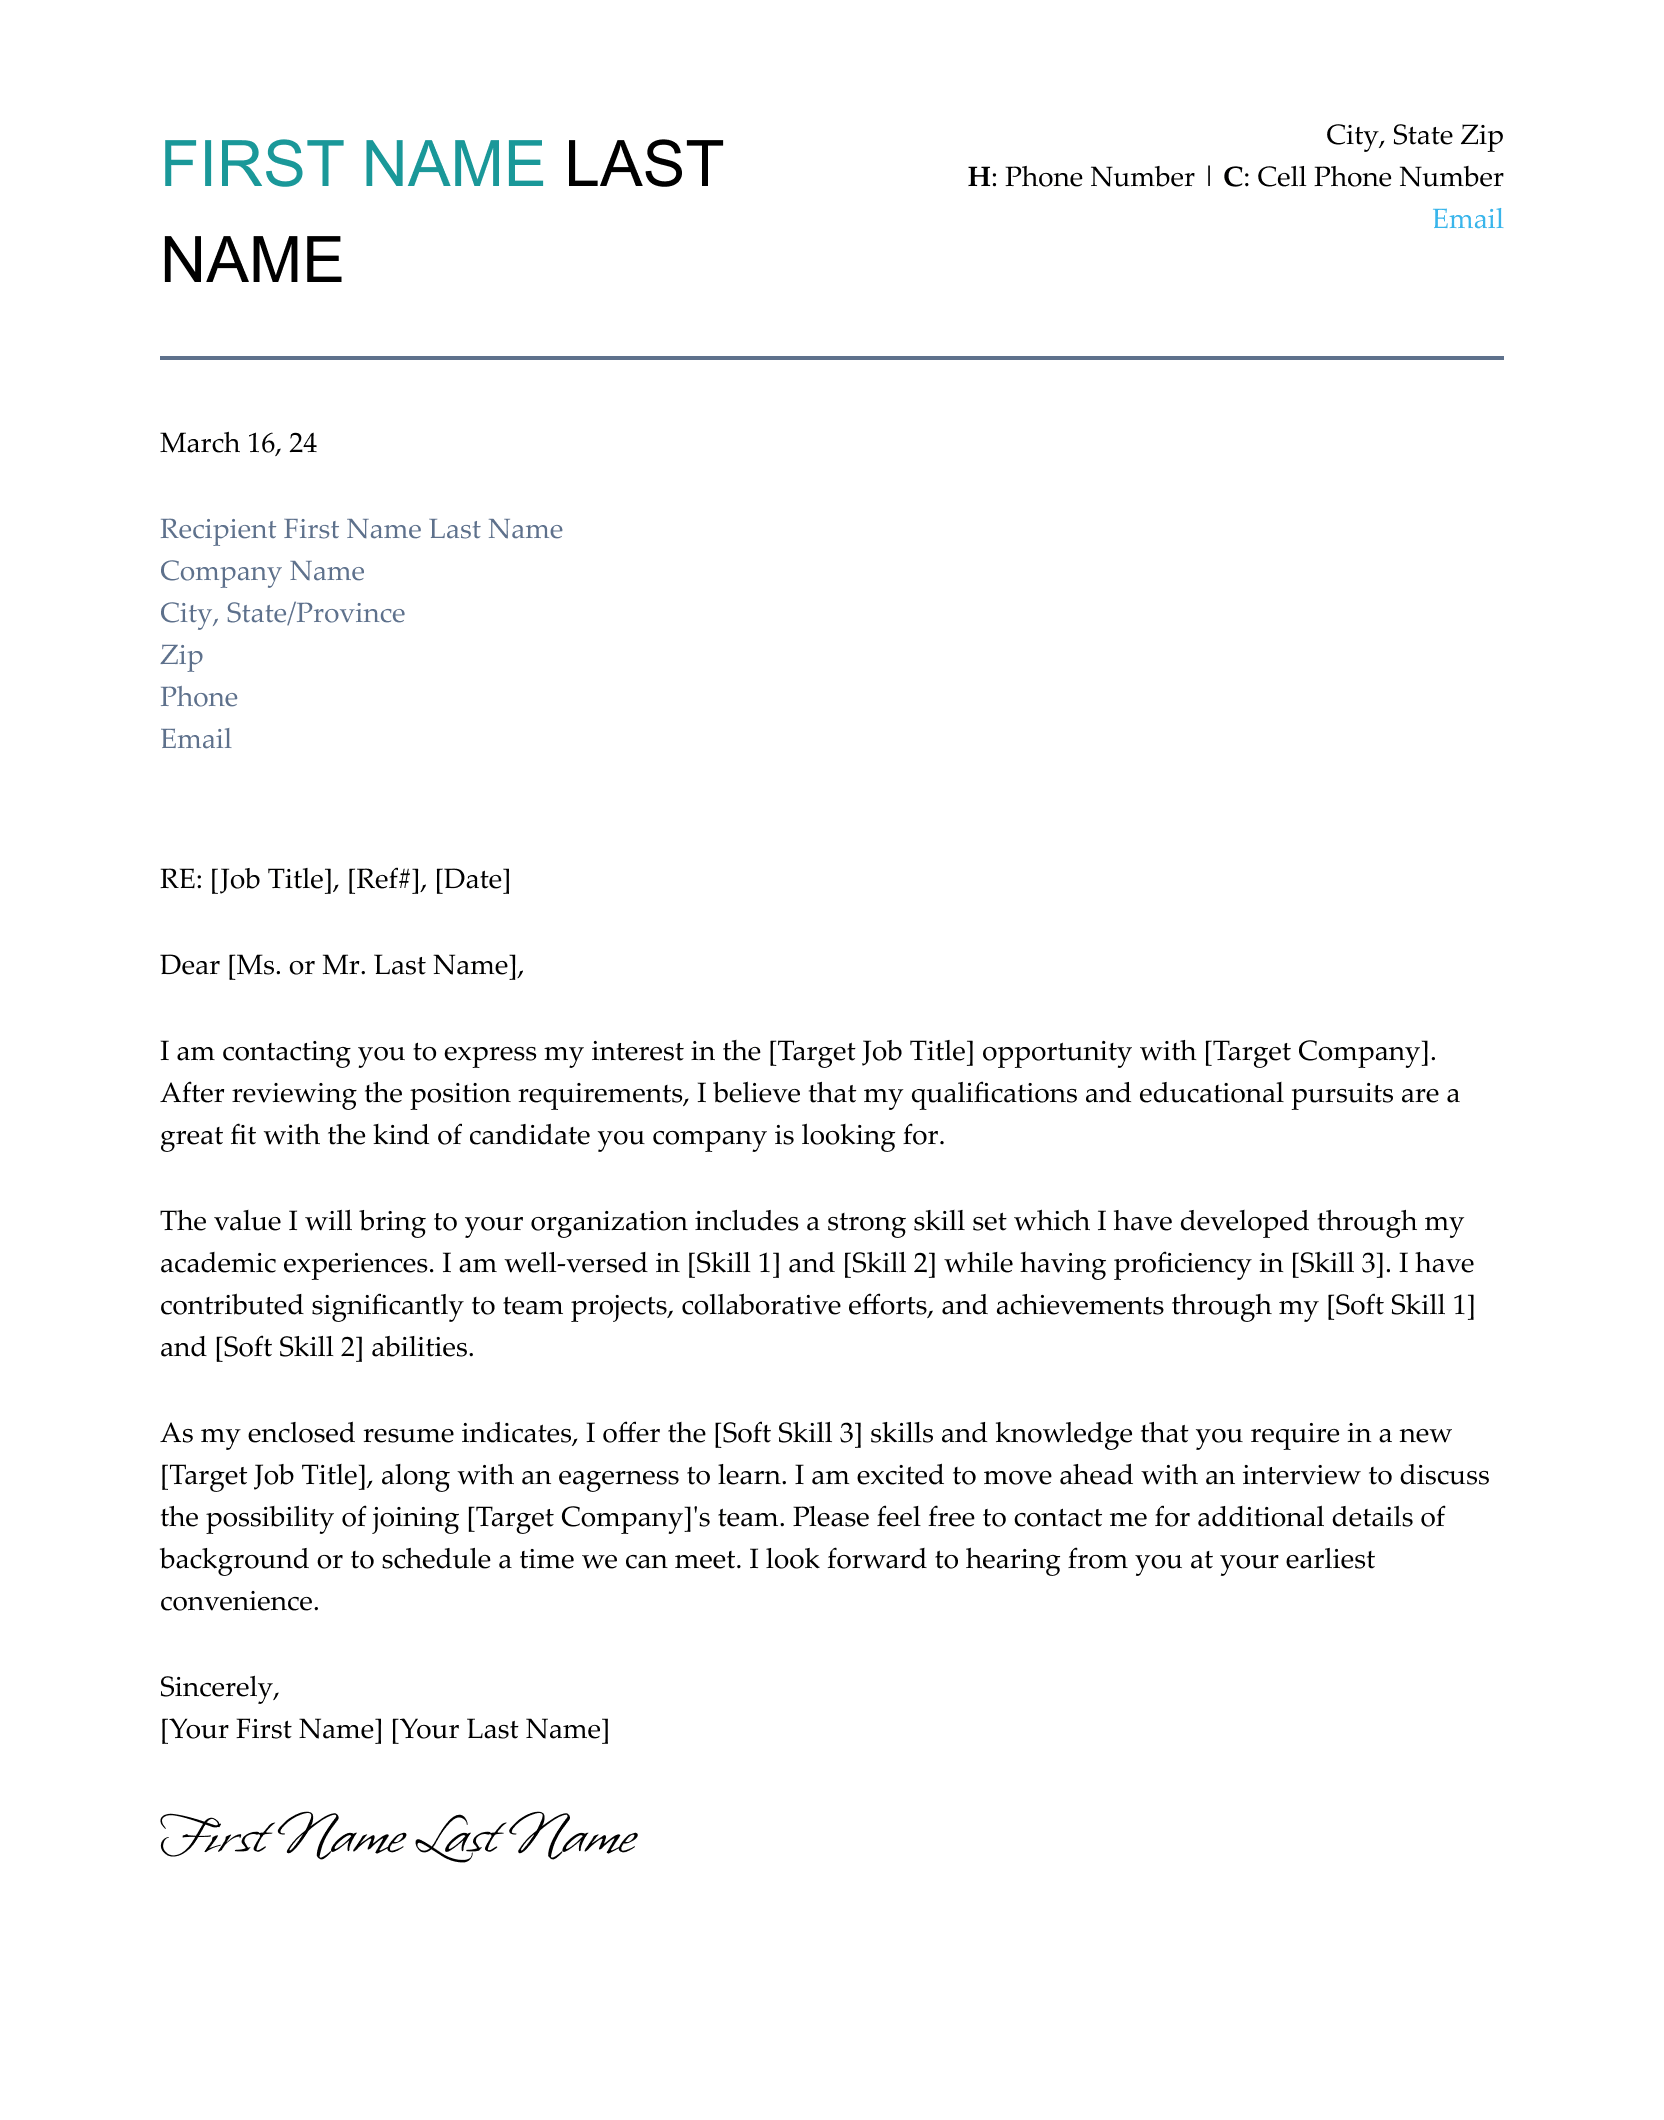 FIRST NAME LAST
NAME
City, State Zip
H: Phone Number | C: Cell Phone Number
Email
March 16, 24
Recipient First Name Last Name
Company Name
City, State/Province
Zip
Phone
Email
RE: [Job Title], [Ref#], [Date]
Dear [Ms. or Mr. Last Name],
I am contacting you to express my interest in the [Target Job Title] opportunity with [Target Company].
After reviewing the position requirements, I believe that my qualifications and educational pursuits are a
great fit with the kind of candidate you company is looking for.
The value I will bring to your organization includes a strong skill set which I have developed through my
academic experiences. I am well-versed in [Skill 1] and [Skill 2] while having proficiency in [Skill 3]. I have
contributed significantly to team projects, collaborative efforts, and achievements through my [Soft Skill 1]
and [Soft Skill 2] abilities.
As my enclosed resume indicates, I offer the [Soft Skill 3] skills and knowledge that you require in a new
[Target Job Title], along with an eagerness to learn. I am excited to move ahead with an interview to discuss
the possibility of joining [Target Company]'s team. Please feel free to contact me for additional details of
background or to schedule a time we can meet. I look forward to hearing from you at your earliest
convenience.
Sincerely,
[Your First Name] [Your Last Name]
First Name Last Name